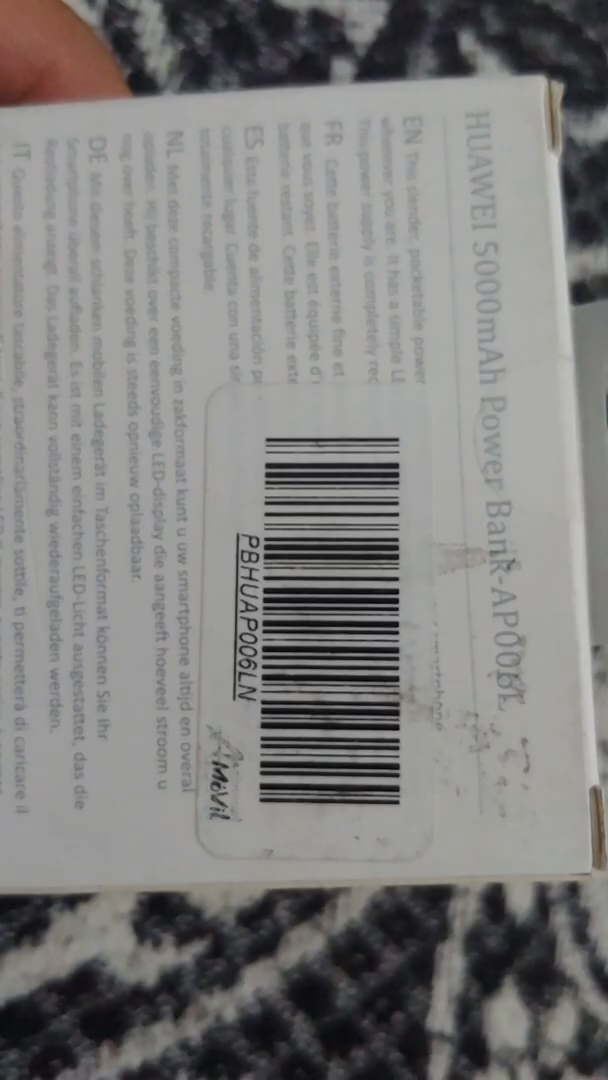 HUAWEI 5000mAh Power Bank-AP006L
EN This slender, pocketable power
wherever you are. It has a simple LE
This power supply is completely rec
smartphone
FR Cette batterie externe fine et
que vous soyez. Elle est équipée d'
batterie restant. Cette batterie exte
ES Esta fuente de alimentación p
cualquier lugar. Cuenta con una si
totalmente recargable.
PBHUAP006LN
MóViL
NL Met deze compacte voeding in zakformaat kunt u uw smartphone altijd en overal
opladen. Hij beschikt over een eenvoudige LED-display die aangeeft hoeveel stroom u
nog over heeft. Deze voeding is steeds opnieuw oplaadbaar.
DE Mit diesem schlanken mobilen Ladegerät im Taschenformat können Sie Ihr
Smartphone überall aufladen. Es ist mit einem einfachen LED-Licht ausgestattet, das die
Restladung anzeigt. Das Ladegerät kann vollständig wiederaufgeladen werden.
IT Questo alimentatore tascabile, straordinariamente sottile, ti permetterà di caricare il